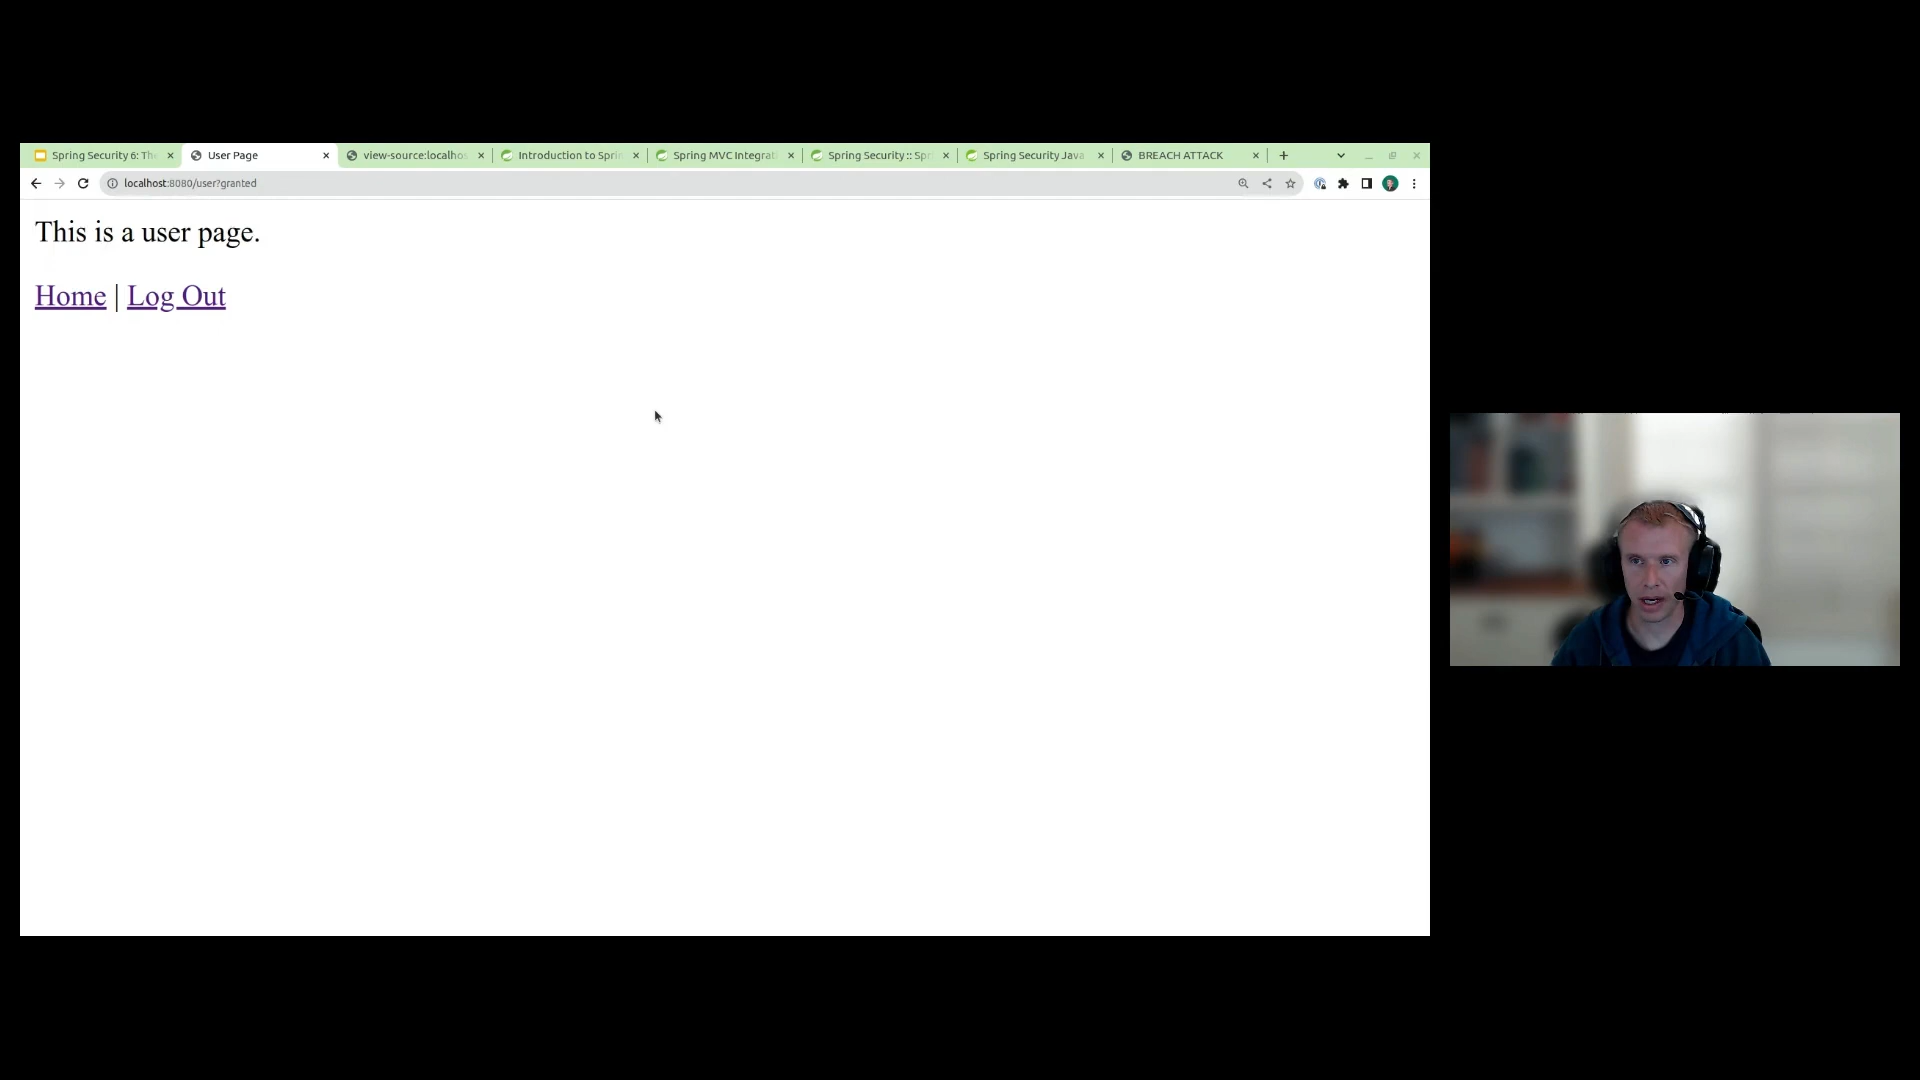 Spring Security 6: Th
User Page
view-source:localhos
Introduction to Sprin
Spring MVC Integrat
Spring Security :: Spr
Spring Security Java
BREACH ATTACK
localhost:8080/user?granted
This is a user page.
Home | Log Out